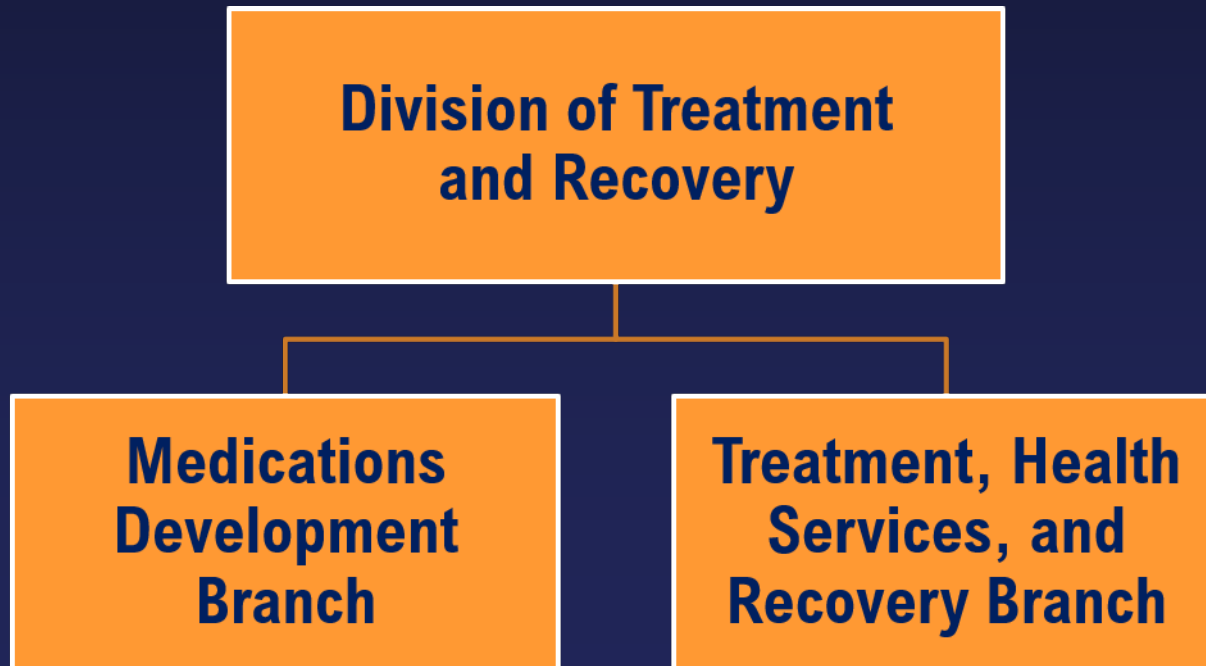 Division of Treatment
and Recovery
Medications
Development
Branch
Treatment, Health
Services, and
Recovery Branch